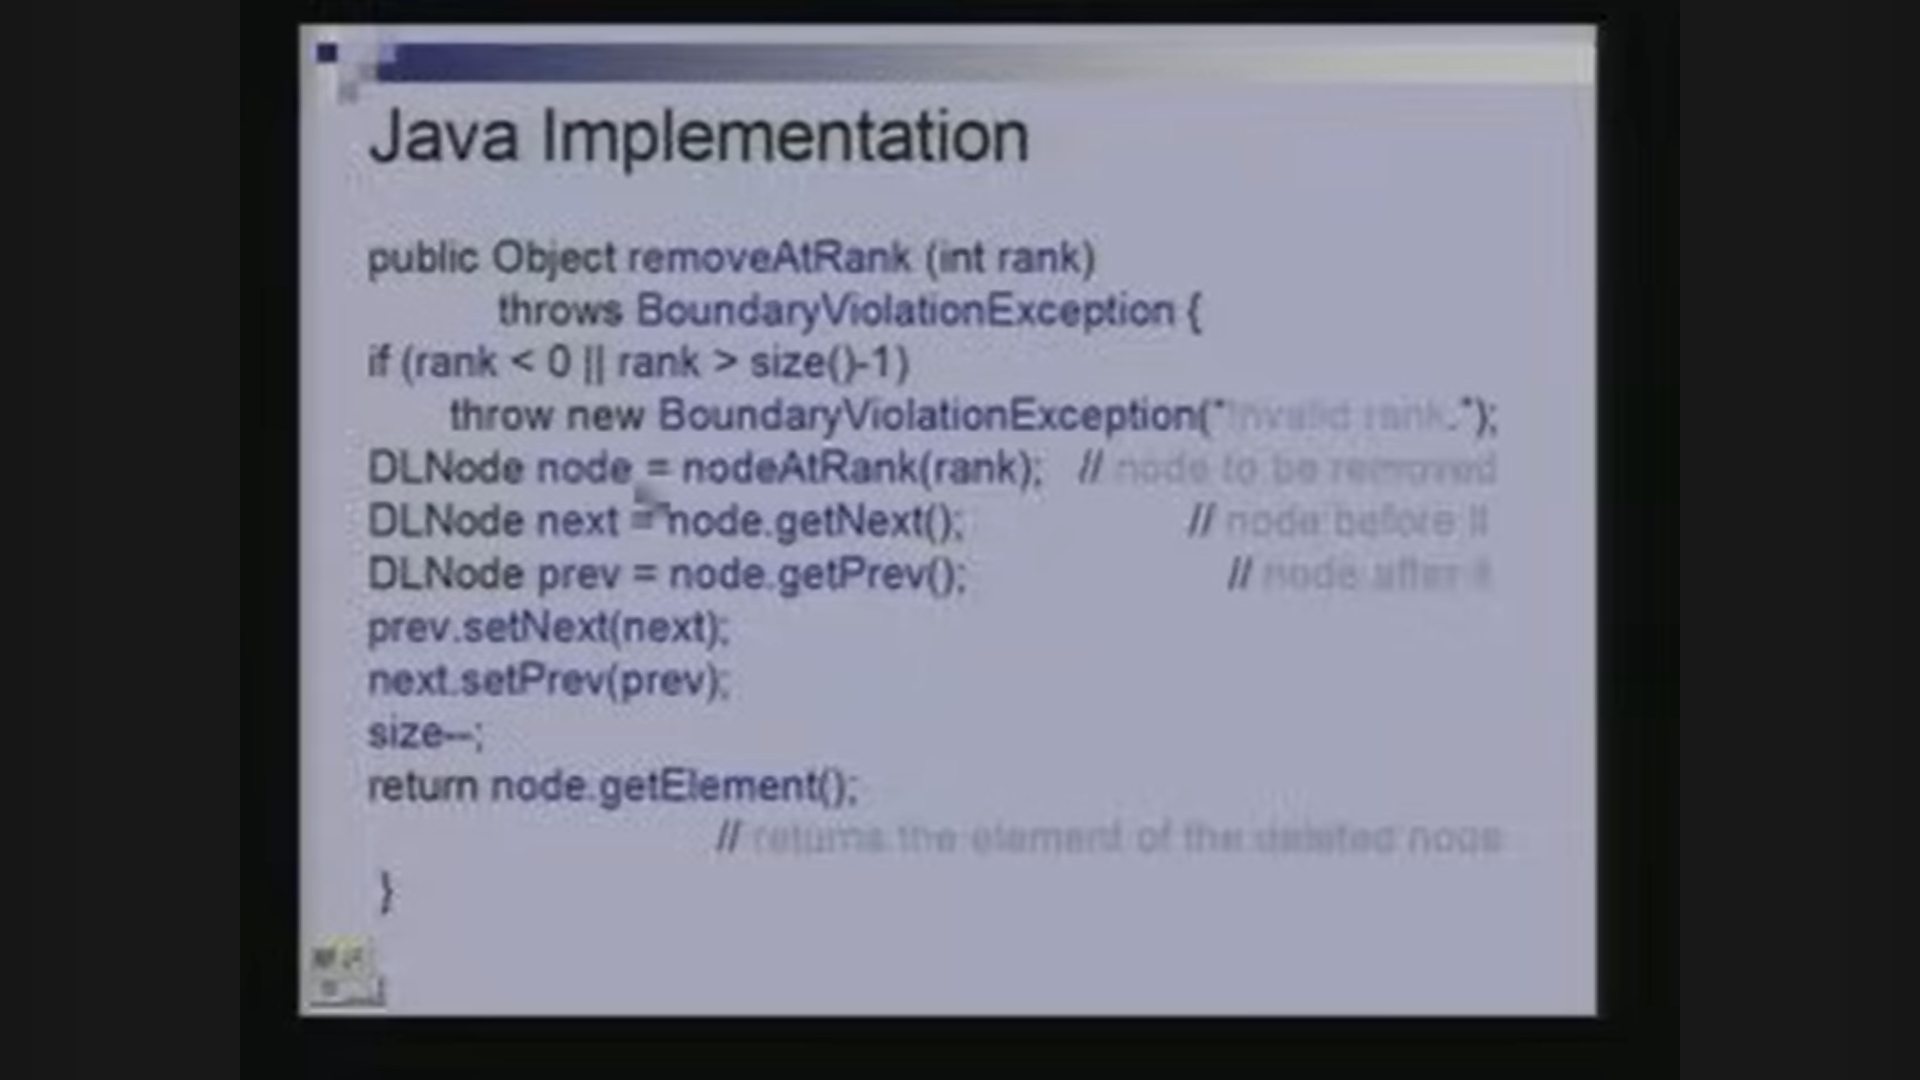 Java Implementation
public Object removeAtRank (int rank)
throws BoundaryViolationException {
if (rank < 0 || rank > size()-1)
throw new BoundaryViolationException("Invalid rank.");
DLNode node = nodeAtRank(rank); // node to be removed
DLNode next = node.getNext(); // node before it
DLNode prev = node.getPrev(); // node after it
prev.setNext(next);
next.setPrev(prev);
size--;
return node.getElement();
// returns the element of the deleted node
}